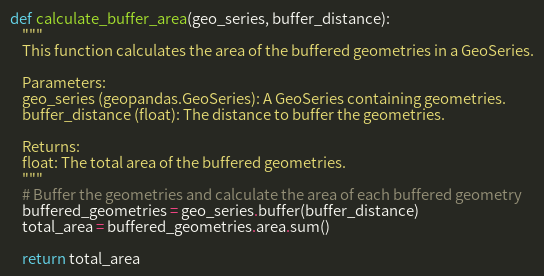 def calculate_buffer_area(geo_series, buffer_distance):
    """
    This function calculates the area of the buffered geometries in a GeoSeries.

    Parameters:
    geo_series (geopandas.GeoSeries): A GeoSeries containing geometries.
    buffer_distance (float): The distance to buffer the geometries.

    Returns:
    float: The total area of the buffered geometries.
    """
    # Buffer the geometries and calculate the area of each buffered geometry
    buffered_geometries = geo_series.buffer(buffer_distance)
    total_area = buffered_geometries.area.sum()

    return total_area